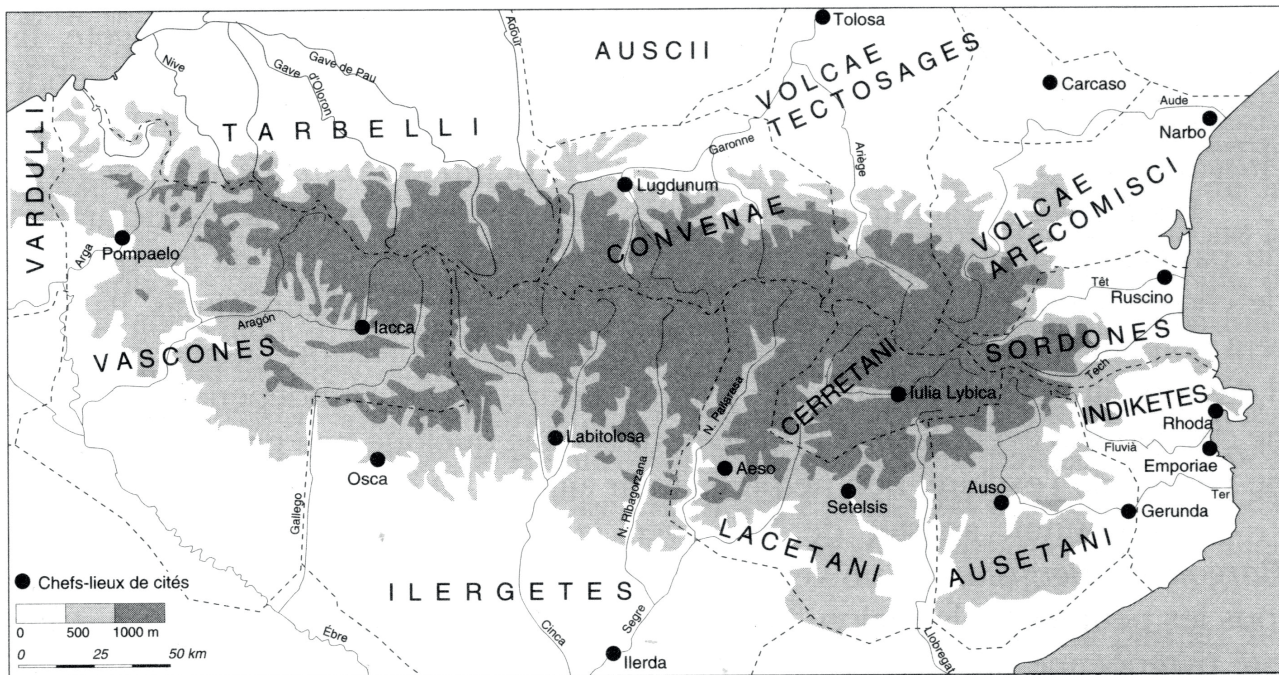 Tolosa
AUSCII
VOLCAE
TECTOSAGES
Carcaso
Aude
Narbo
Adour
Gave de Pau
Gave d'Oloron
Nive
TARBELLI
VARDULLI
Garonne
Ariège
Lugdunum
CONVENAE
VOLCAE
ARECOMISCI
Pompaelo
Arga
Têt
Ruscino
Aragón
Iacca
VASCONES
SORDONES
Tech
CERRETANI
Iulia Lybica
INDIKETES
Rhoda
N. Pallaresa
Labitolosa
Fluvià
Emporiae
Osca
Aeso
Setelsis
Auso
Ter
Gerunda
Gallego
N. Ribagorzana
LACETANI
AUSETANI
Chefs-lieux de cités
ILERGETES
0 500 1000 m
Èbre
Cinca
Segre
Llobregat
0 25 50 km
Ilerda